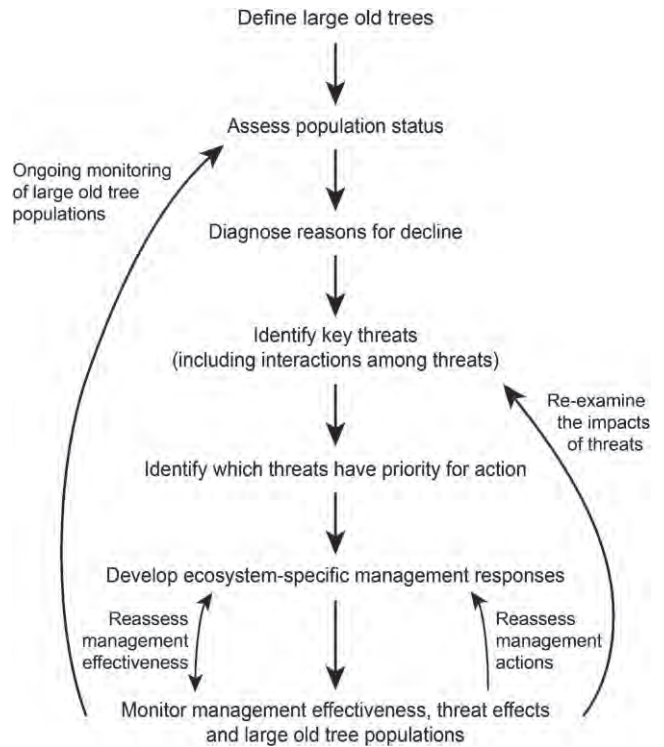 Define large old trees
Assess population status
Ongoing monitoring
of large old tree
populations
Diagnose reasons for decline
Identify key threats
(including interactions among threats)
Re-examine
the impacts
of threats
Identify which threats have priority for action
Develop ecosystem-specific management responses
Reassess
management
effectiveness
Reassess
management
actions
Monitor management effectiveness, threat effects
and large old tree populations